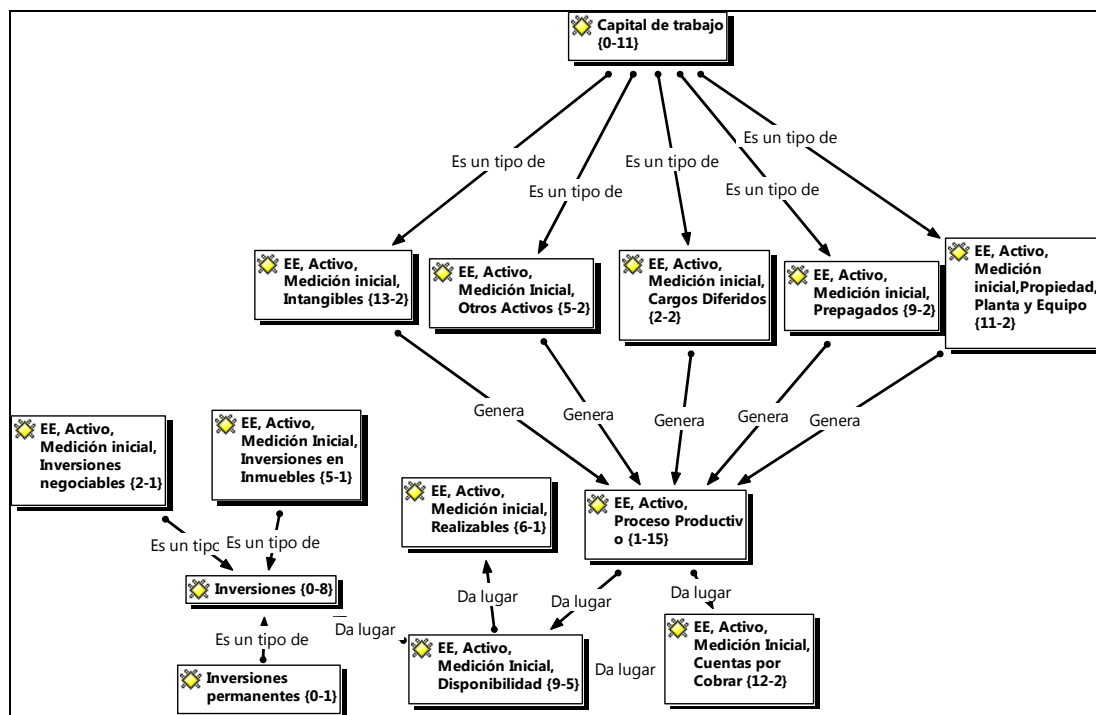 Capital de trabajo
{0-11}
Es un tipo de
Es un tipo de
Es un tipo de
Es un tipo de
Es un tipo de
EE, Activo,
Medición inicial,
Intangibles {13-2}
EE, Activo,
Medición Inicial,
Otros Activos {5-2}
EE, Activo,
Medición inicial,
Cargos Diferidos
{2-2}
EE, Activo,
Medición inicial,
Prepagados {9-2}
EE, Activo,
Medición
inicial,Propiedad,
Planta y Equipo
{11-2}
Genera
Genera
Genera
Genera
Genera
EE, Activo,
Medición inicial,
Inversiones
negociables {2-1}
EE, Activo,
Medición Inicial,
Inversiones en
Inmuebles {5-1}
EE, Activo,
Medición inicial,
Realizables {6-1}
EE, Activo,
Proceso Productiv
o {1-15}
Es un tipo
Es un tipo de
Inversiones {0-8}
Es un tipo de
Inversiones
permanentes {0-1}
Da lugar
Da lugar
Da lugar
Da lugar
Da lugar
EE, Activo,
Medición Inicial,
Disponibilidad {9-5}
EE, Activo,
Medición Inicial,
Cuentas por
Cobrar {12-2}